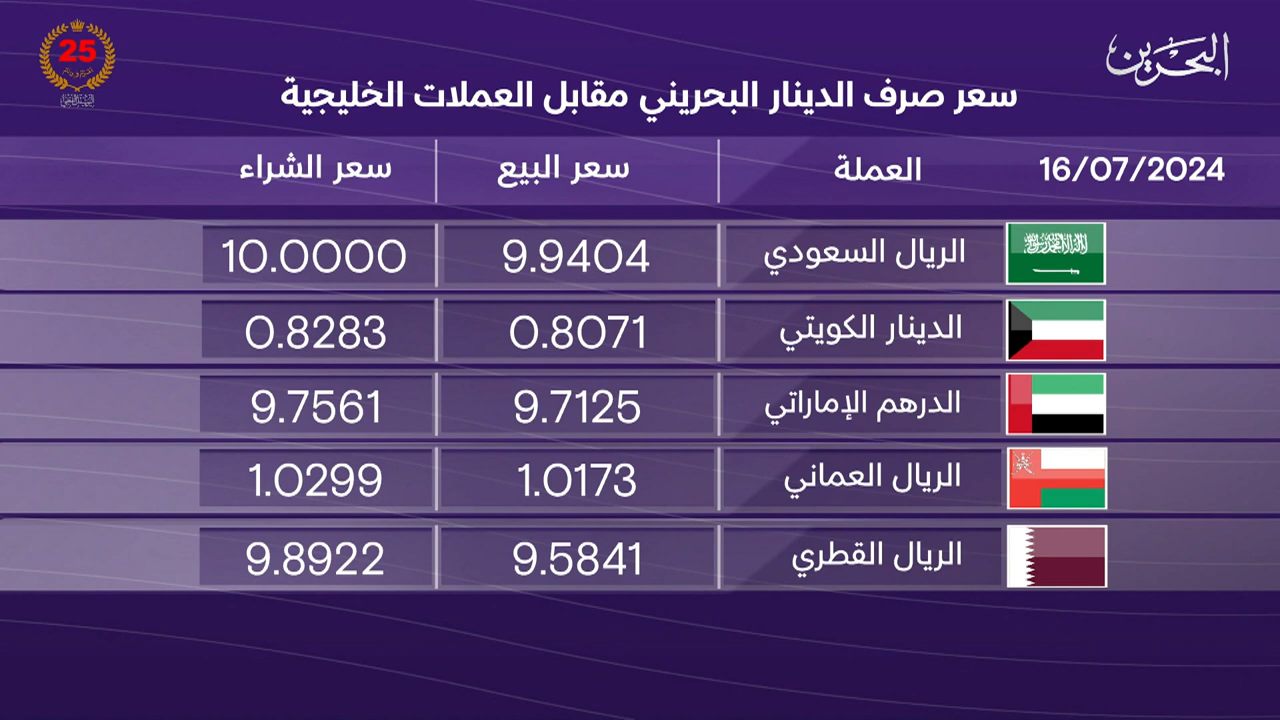 البحرين
25
سعر صرف الدينار البحريني مقابل العملات الخليجية
16/07/2024 العملة سعر البيع سعر الشراء
الريال السعودي 9.9404 10.0000
الدينار الكويتي 0.8071 0.8283
الدرهم الإماراتي 9.7125 9.7561
الريال العماني 1.0173 1.0299
الريال القطري 9.5841 9.8922